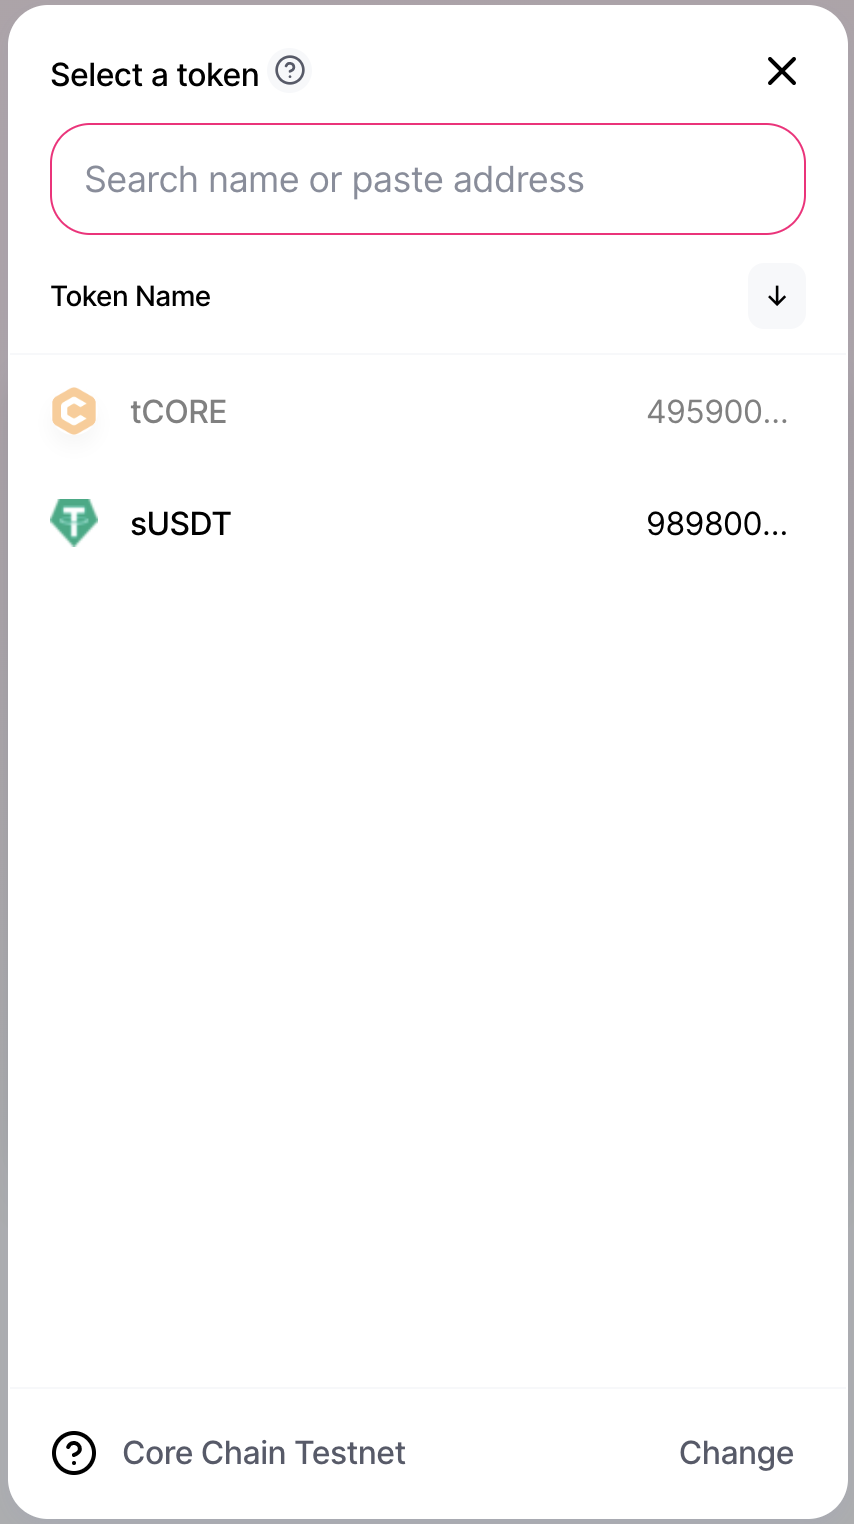 Select a token
Search name or paste address
Token Name
tCORE 495900...
sUSDT 989800...
Core Chain Testnet Change